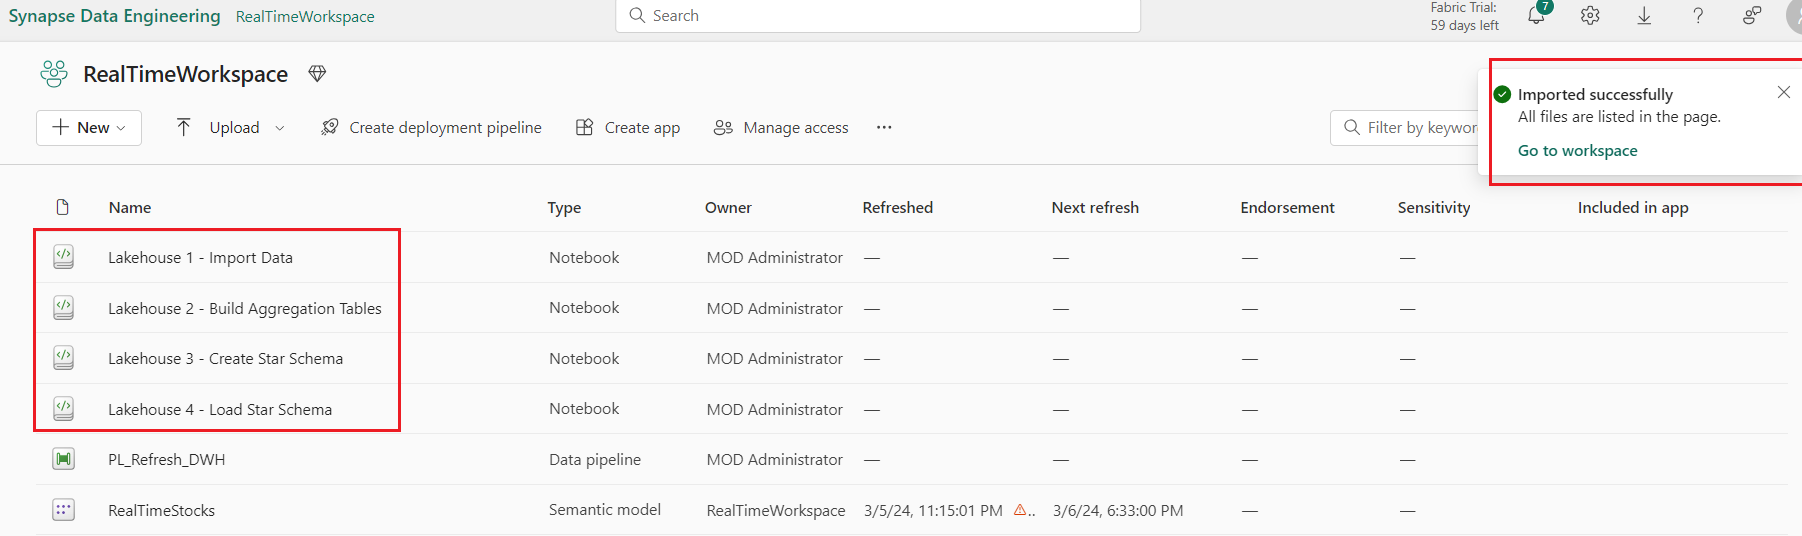 Synapse Data Engineering RealTimeWorkspace Search Fabric Trial: 7
59 days left ?
RealTimeWorkspace
Imported successfully
All files are listed in the page.
Go to workspace
New Upload Create deployment pipeline Create app Manage access ... Filter by keywor
Name Type Owner Refreshed Next refresh Endorsement Sensitivity Included in app
Lakehouse 1 - Import Data Notebook MOD Administrator — — — —
Lakehouse 2 - Build Aggregation Tables Notebook MOD Administrator — — — —
Lakehouse 3 - Create Star Schema Notebook MOD Administrator — — — —
Lakehouse 4 - Load Star Schema Notebook MOD Administrator — — — —
PL_Refresh_DWH Data pipeline MOD Administrator — — — —
RealTimeStocks Semantic model RealTimeWorkspace 3/5/24, 11:15:01 PM .. 3/6/24, 6:33:00 PM — —